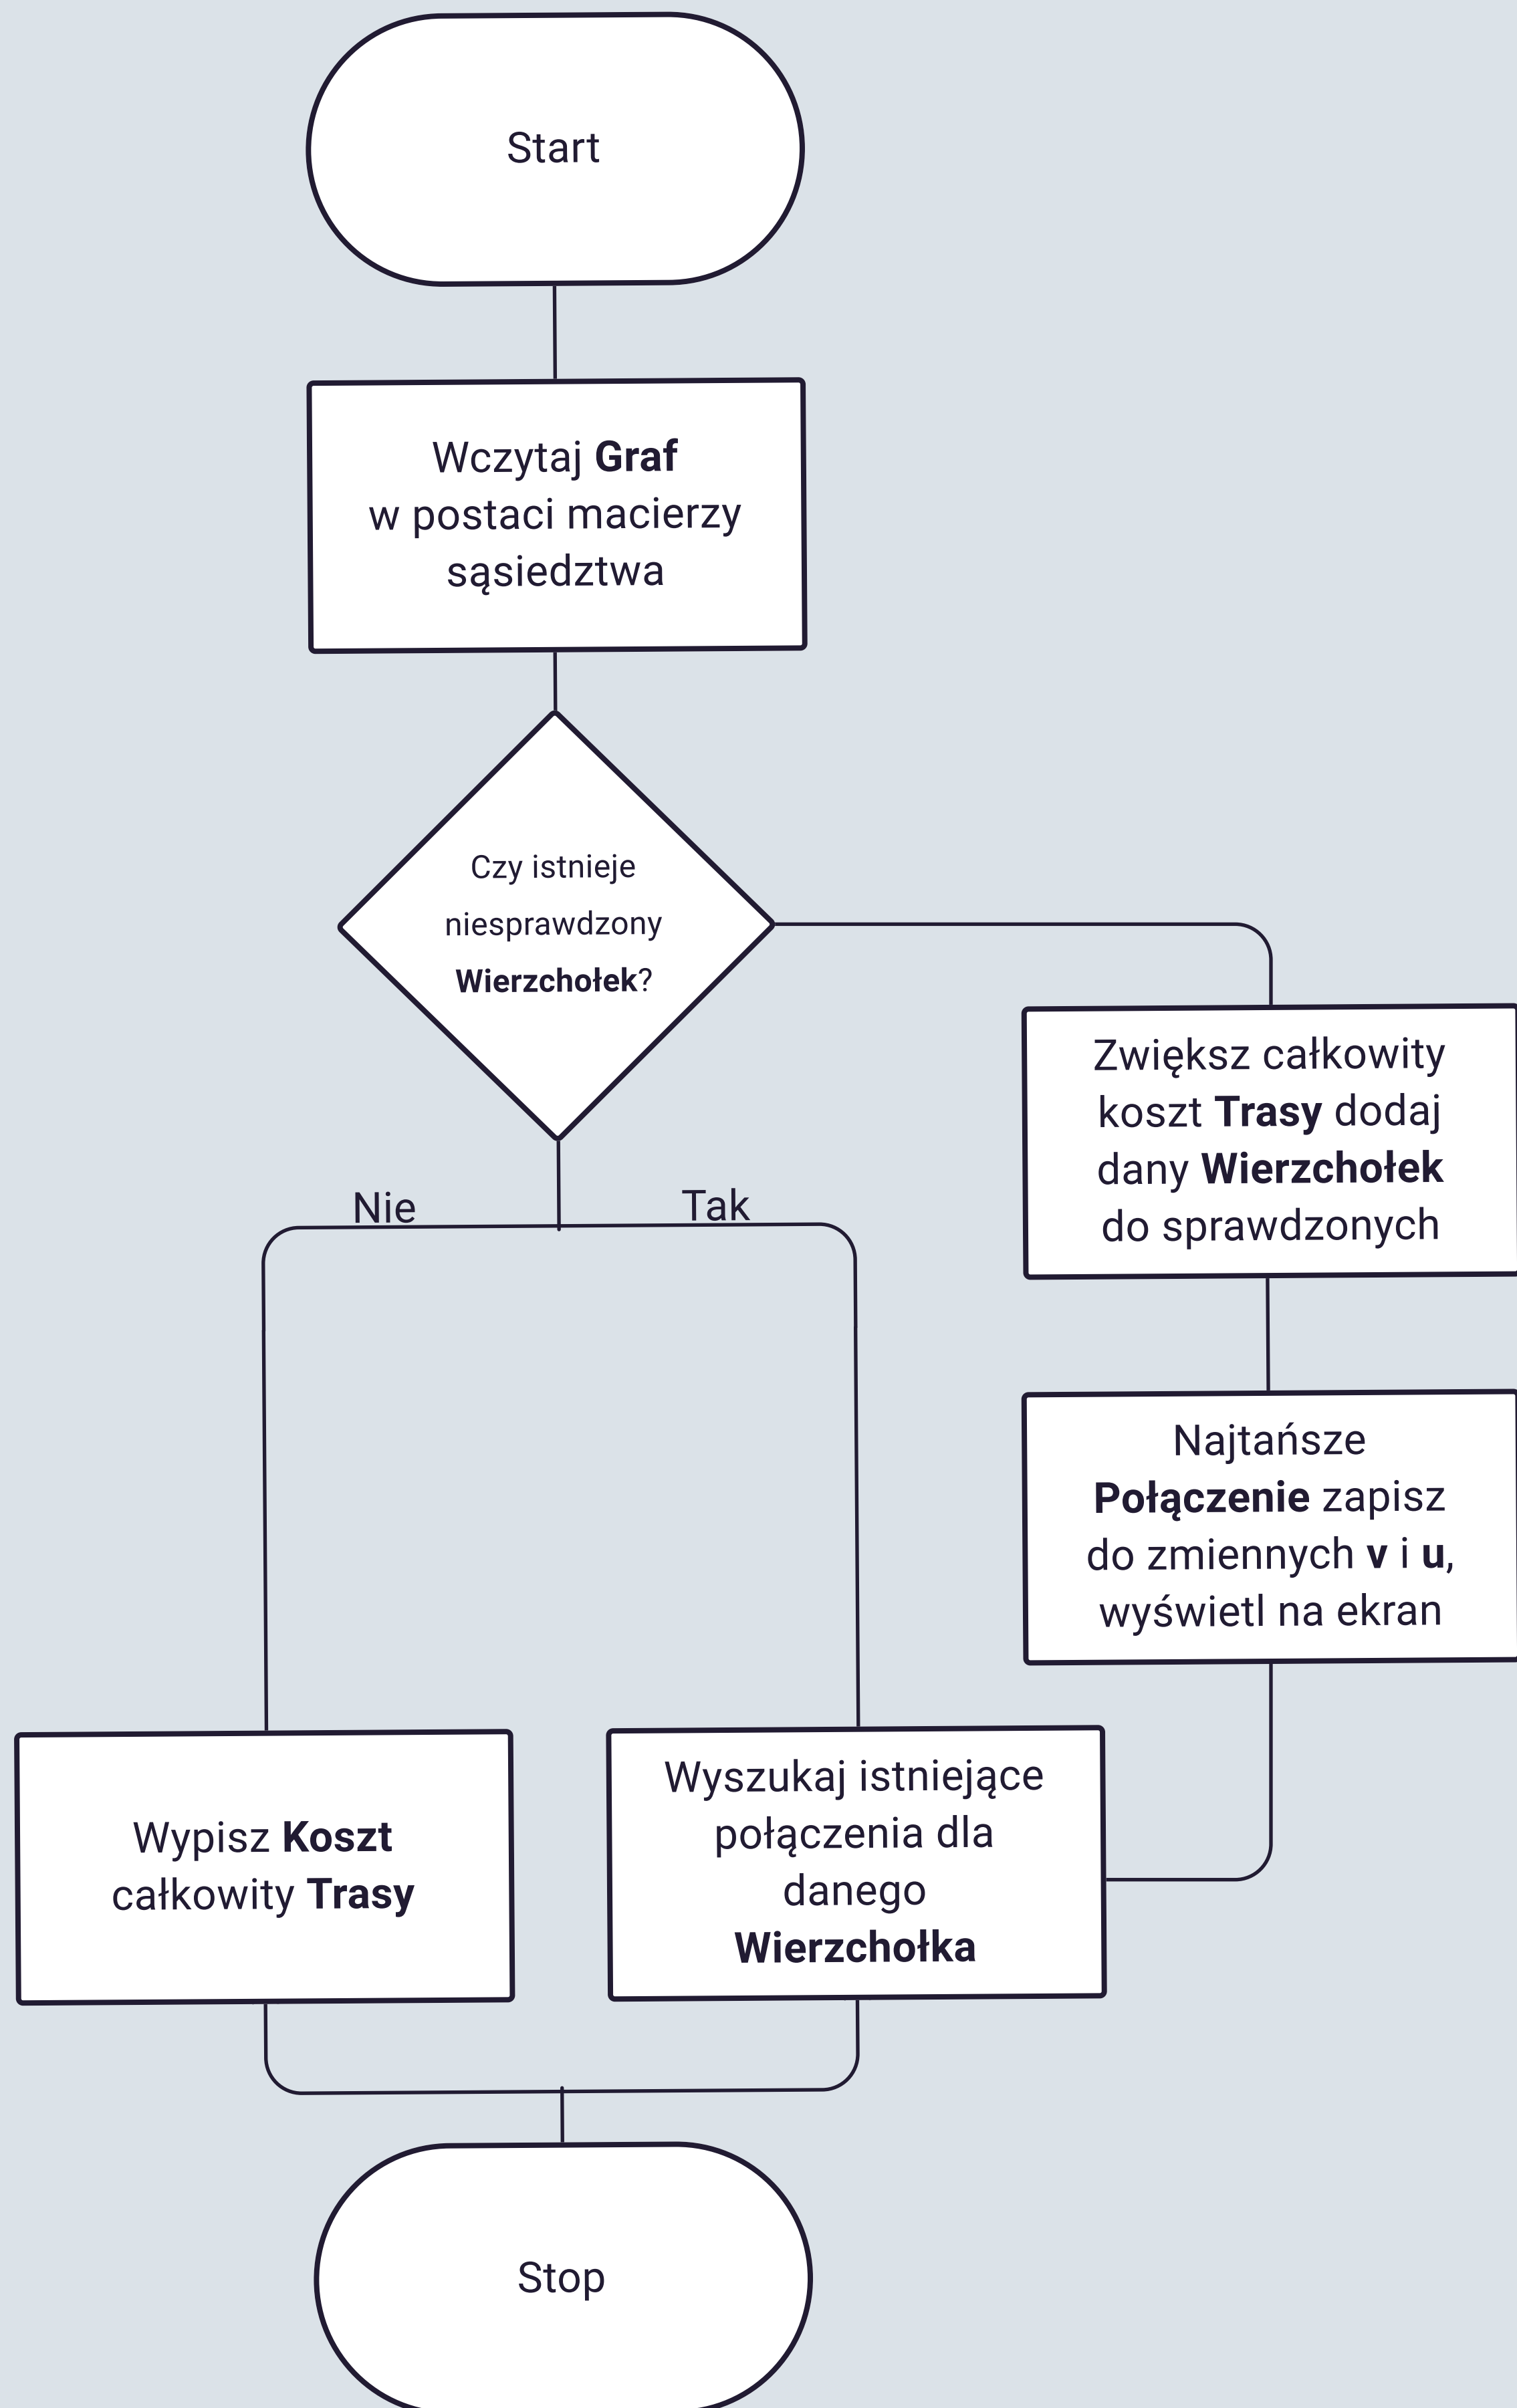 Start
Wczytaj Graf
w postaci macierzy
sąsiedztwa
Czy istnieje
niesprawdzony
Wierzchołek?
Zwiększ całkowity
koszt Trasy dodaj
dany Wierzchołek
do sprawdzonych
Nie
Tak
Najtańsze
Połączenie zapisz
do zmiennych v i u,
wyświetl na ekran
Wypisz Koszt
całkowity Trasy
Wyszukaj istniejące
połączenia dla
danego
Wierzchołka
Stop